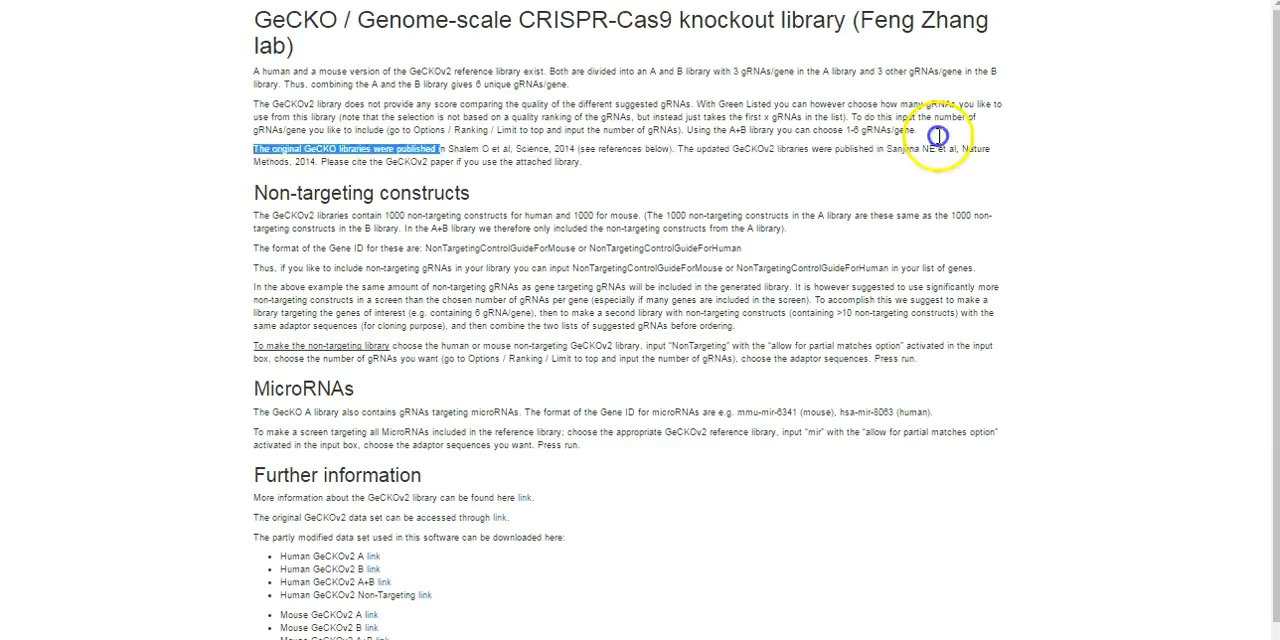 GeCKO / Genome-scale CRISPR-Cas9 knockout library (Feng Zhang
lab)
A human and a mouse version of the GeCKOv2 reference library exist. Both are divided into an A and B library with 3 gRNAs/gene in the A library and 3 other gRNAs/gene in the B
library. Thus, combining the A and the B library gives 6 unique gRNAs/gene.
The GeCKOv2 library does not provide any score comparing the quality of the different suggested gRNAs. With Green Listed you can however choose how many gRNAs you like to
use from this library (note that the selection is not based on a quality ranking of the gRNAs, but instead just takes the first x gRNAs in the list). To do this input the number of
gRNAs/gene you like to include (go to Options / Ranking / Limit to top and input the number of gRNAs). Using the A+B library you can choose 1-6 gRNAs/gene.
The original GeCKO libraries were published in Shalem O et al, Science, 2014 (see references below). The updated GeCKOv2 libraries were published in Sanjana NE et al, Nature
Methods, 2014. Please cite the GeCKOv2 paper if you use the attached library.
Non-targeting constructs
The GeCKOv2 libraries contain 1000 non-targeting constructs for human and 1000 for mouse. (The 1000 non-targeting constructs in the A library are these same as the 1000 non-
targeting constructs in the B library. In the A+B library we therefore only included the non-targeting constructs from the A library).
The format of the Gene ID for these are: NonTargetingControlGuideForMouse or NonTargetingControlGuideForHuman
Thus, if you like to include non-targeting gRNAs in your library you can input NonTargetingControlGuideForMouse or NonTargetingControlGuideForHuman in your list of genes.
In the above example the same amount of non-targeting gRNAs as gene targeting gRNAs will be included in the generated library. It is however suggested to use significantly more
non-targeting constructs in a screen than the chosen number of gRNAs per gene (especially if many genes are included in the screen). To accomplish this we suggest to make a
library targeting the genes of interest (e.g. containing 6 gRNA/gene), then to make a second library with non-targeting constructs (containing >10 non-targeting constructs) with the
same adaptor sequences (for cloning purpose), and then combine the two lists of suggested gRNAs before ordering.
To make the non-targeting library choose the human or mouse non-targeting GeCKOv2 library, input "NonTargeting" with the "allow for partial matches option" activated in the input
box, choose the number of gRNAs you want (go to Options / Ranking / Limit to top and input the number of gRNAs), choose the adaptor sequences. Press run.
MicroRNAs
The GecKO A library also contains gRNAs targeting microRNAs. The format of the Gene ID for microRNAs are e.g. mmu-mir-6341 (mouse), hsa-mir-8063 (human).
To make a screen targeting all MicroRNAs included in the reference library; choose the appropriate GeCKOv2 reference library, input "mir" with the "allow for partial matches option"
activated in the input box, choose the adaptor sequences you want. Press run.
Further information
More information about the GeCKOv2 library can be found here link.
The original GeCKOv2 data set can be accessed through link.
The partly modified data set used in this software can be downloaded here:
• Human GeCKOv2 A link
• Human GeCKOv2 B link
• Human GeCKOv2 A+B link
• Human GeCKOv2 Non-Targeting link
• Mouse GeCKOv2 A link
• Mouse GeCKOv2 B link
Mouse GeCKOv2 A+B link